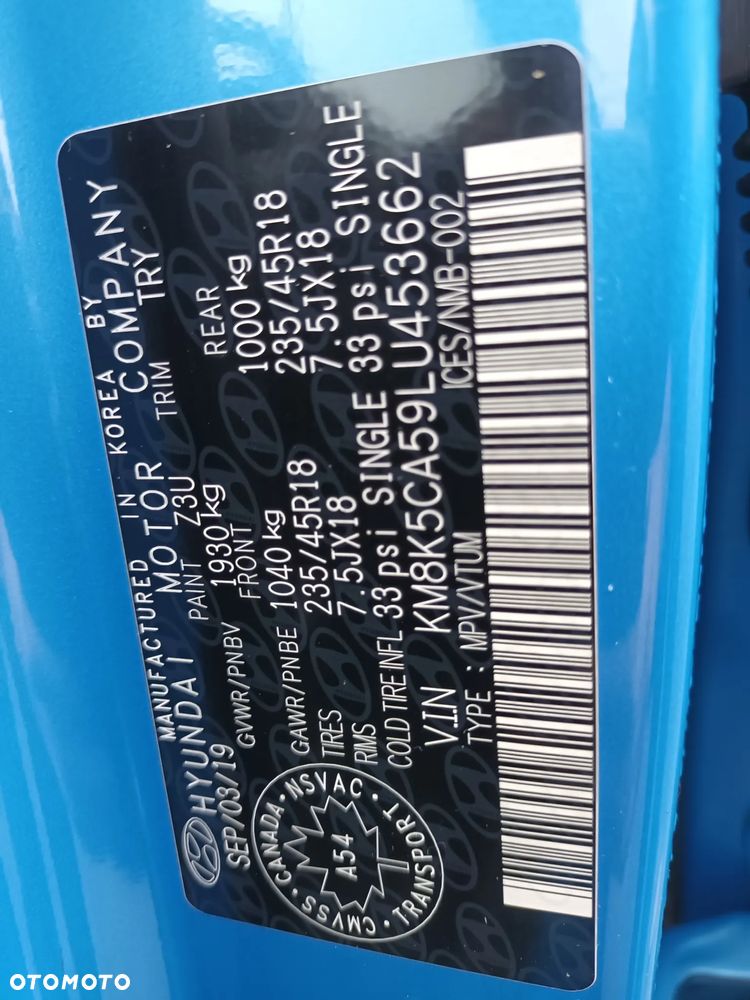 MANUFACTURED IN KOREA BY
HYUNDAI MOTOR COMPANY
SEP/03/19 PAINT Z3U TRIM TRY
GVWR/PNBV 1930 kg
FRONT REAR
GAWR/PNBE 1040 kg 1000 kg
TIRES 235/45R18 235/45R18
RIMS 7.5JX18 7.5JX18
COLD TIRE INFL 33 psi SINGLE 33 psi SINGLE
V.I.N KM8K5CA59LU453662
TYPE : MPV/VTUM ICES/NMB-002
CMVSS · CANADA · NSVAC · TRANSPORT ·
A54
OTOMOTO